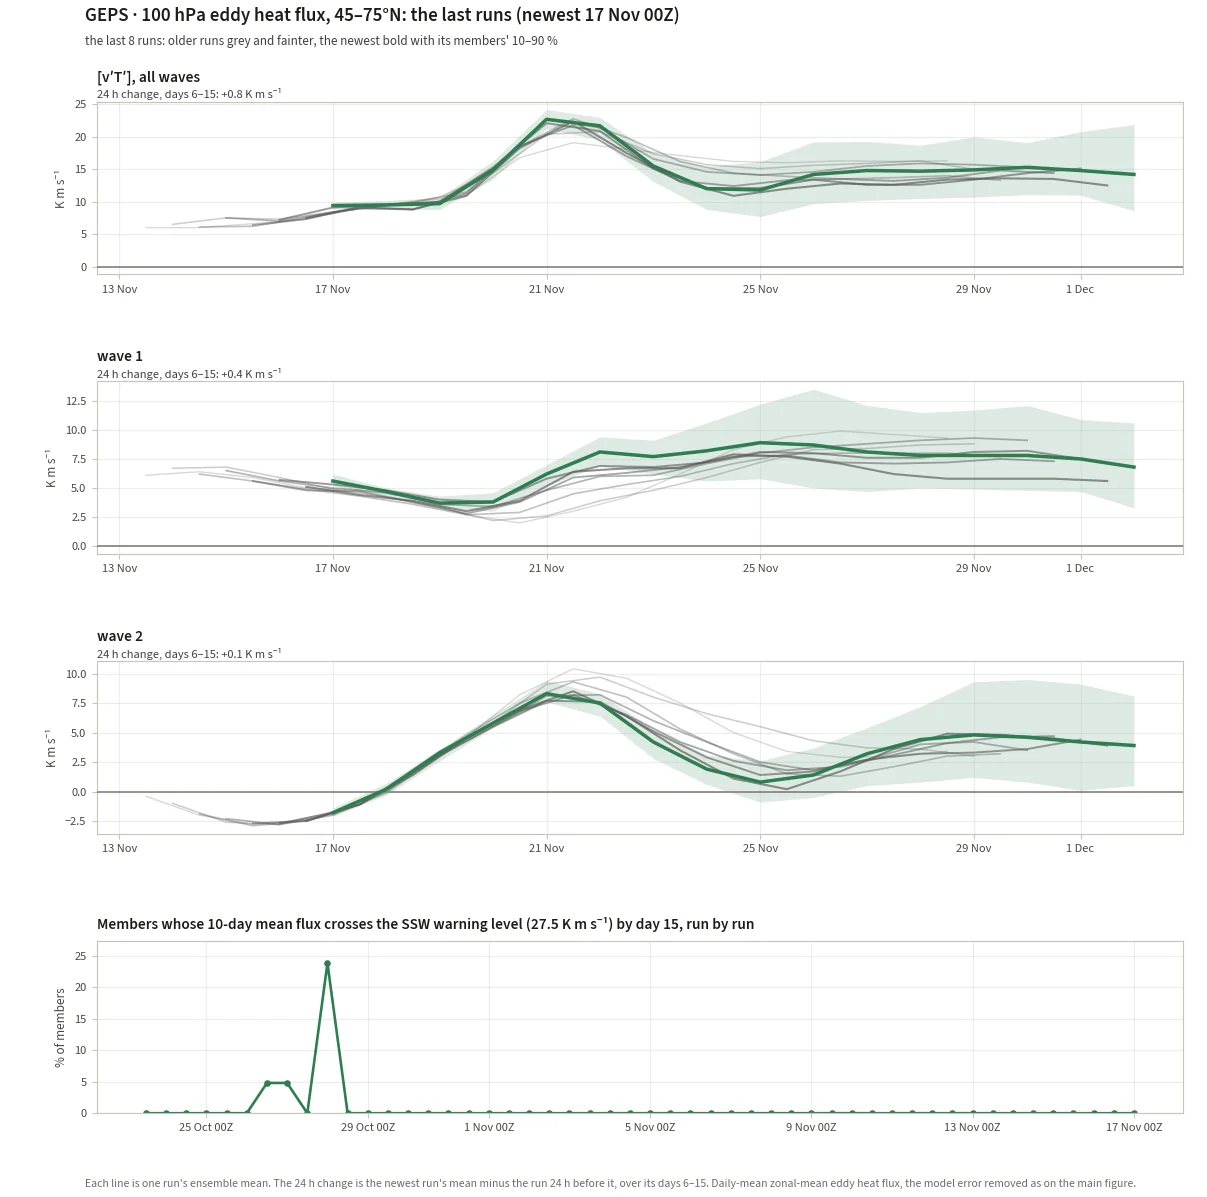 GEPS · 100 hPa eddy heat flux, 45–75°N: the last runs (newest 17 Nov 00Z)
the last 8 runs: older runs grey and fainter, the newest bold with its members' 10–90 %
[v′T′], all waves
24 h change, days 6–15: +0.8 K m s⁻¹
25
20
15
10
5
0
K m s⁻¹
13 Nov
17 Nov
21 Nov
25 Nov
29 Nov
1 Dec
wave 1
24 h change, days 6–15: +0.4 K m s⁻¹
12.5
10.0
7.5
5.0
2.5
0.0
K m s⁻¹
13 Nov
17 Nov
21 Nov
25 Nov
29 Nov
1 Dec
wave 2
24 h change, days 6–15: +0.1 K m s⁻¹
10.0
7.5
5.0
2.5
0.0
−2.5
K m s⁻¹
13 Nov
17 Nov
21 Nov
25 Nov
29 Nov
1 Dec
Members whose 10-day mean flux crosses the SSW warning level (27.5 K m s⁻¹) by day 15, run by run
25
20
15
10
5
0
% of members
25 Oct 00Z
29 Oct 00Z
1 Nov 00Z
5 Nov 00Z
9 Nov 00Z
13 Nov 00Z
17 Nov 00Z
Each line is one run's ensemble mean. The 24 h change is the newest run's mean minus the run 24 h before it, over its days 6–15. Daily-mean zonal-mean eddy heat flux, the model error removed as on the main figure.